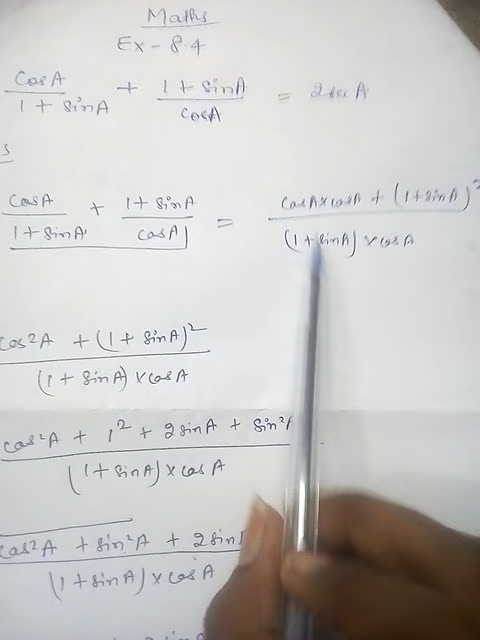 Maths
Ex - 8.4
CosA / 1 + sinA + 1 + sinA / cosA = 2secA
s
CosA / 1 + sinA + 1 + sinA / cosA = cosA×cosA + (1+sinA)² / (1+sinA)×cosA
cos²A + (1 + sinA)² / (1 + sinA)×cosA
cos²A + 1² + 2sinA + sin²A / (1+sinA)×cosA
cos²A + sin²A + 2sin / (1+sinA)×cosA